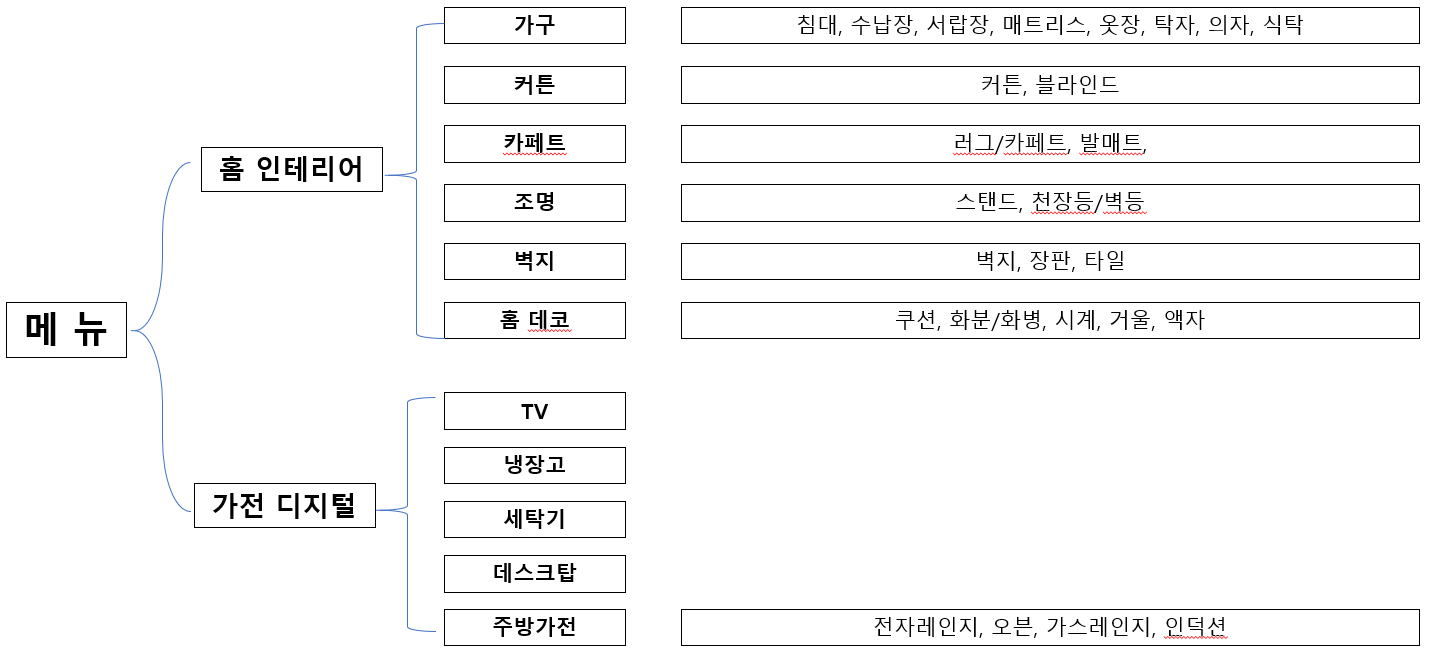 메 뉴
홈 인테리어
가구
침대, 수납장, 서랍장, 매트리스, 옷장, 탁자, 의자, 식탁
커튼
커튼, 블라인드
카페트
러그/카페트, 발매트,
조명
스탠드, 천장등/벽등
벽지
벽지, 장판, 타일
홈 데코
쿠션, 화분/화병, 시계, 거울, 액자
가전 디지털
TV
냉장고
세탁기
데스크탑
주방가전
전자레인지, 오븐, 가스레인지, 인덕션